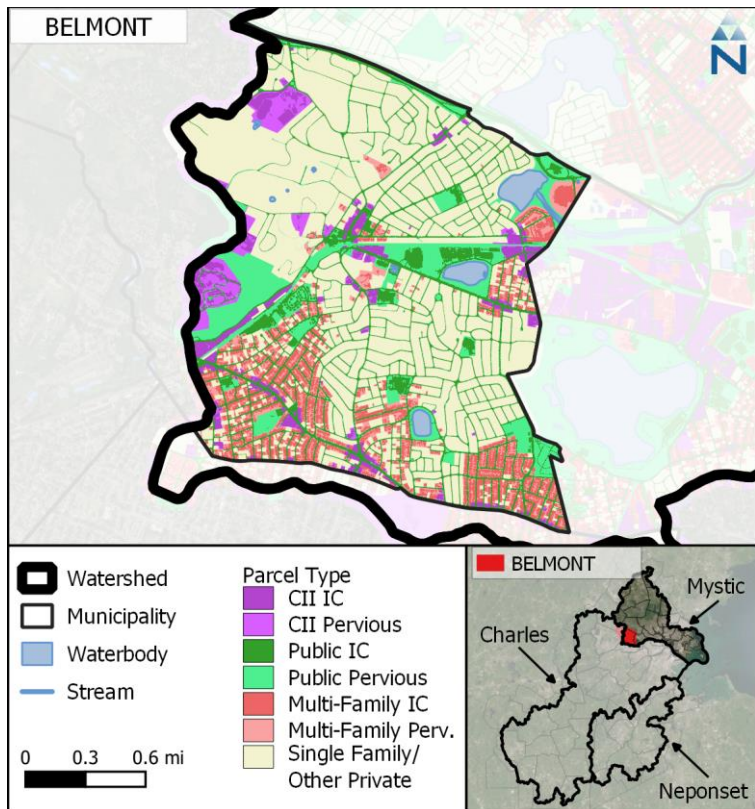 BELMONT
N
Watershed
Municipality
Waterbody
Stream
0 0.3 0.6 mi
Parcel Type
CII IC
CII Pervious
Public IC
Public Pervious
Multi-Family IC
Multi-Family Perv.
Single Family/
Other Private
BELMONT
Mystic
Charles
Neponset